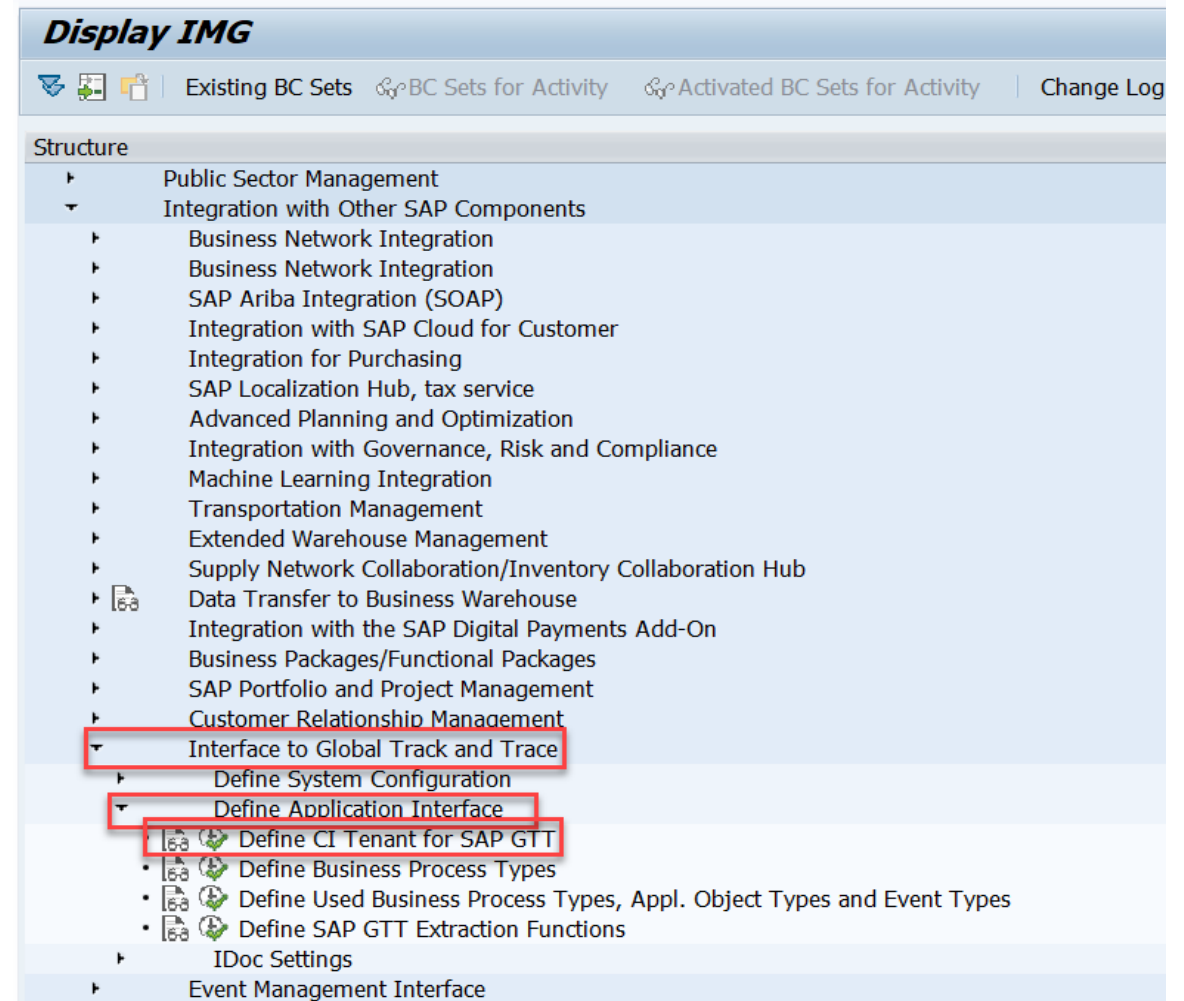 Display IMG
Existing BC Sets BC Sets for Activity Activated BC Sets for Activity Change Log
Structure
Public Sector Management
Integration with Other SAP Components
Business Network Integration
Business Network Integration
SAP Ariba Integration (SOAP)
Integration with SAP Cloud for Customer
Integration for Purchasing
SAP Localization Hub, tax service
Advanced Planning and Optimization
Integration with Governance, Risk and Compliance
Machine Learning Integration
Transportation Management
Extended Warehouse Management
Supply Network Collaboration/Inventory Collaboration Hub
Data Transfer to Business Warehouse
Integration with the SAP Digital Payments Add-On
Business Packages/Functional Packages
SAP Portfolio and Project Management
Customer Relationship Management
Interface to Global Track and Trace
Define System Configuration
Define Application Interface
Define CI Tenant for SAP GTT
Define Business Process Types
Define Used Business Process Types, Appl. Object Types and Event Types
Define SAP GTT Extraction Functions
IDoc Settings
Event Management Interface